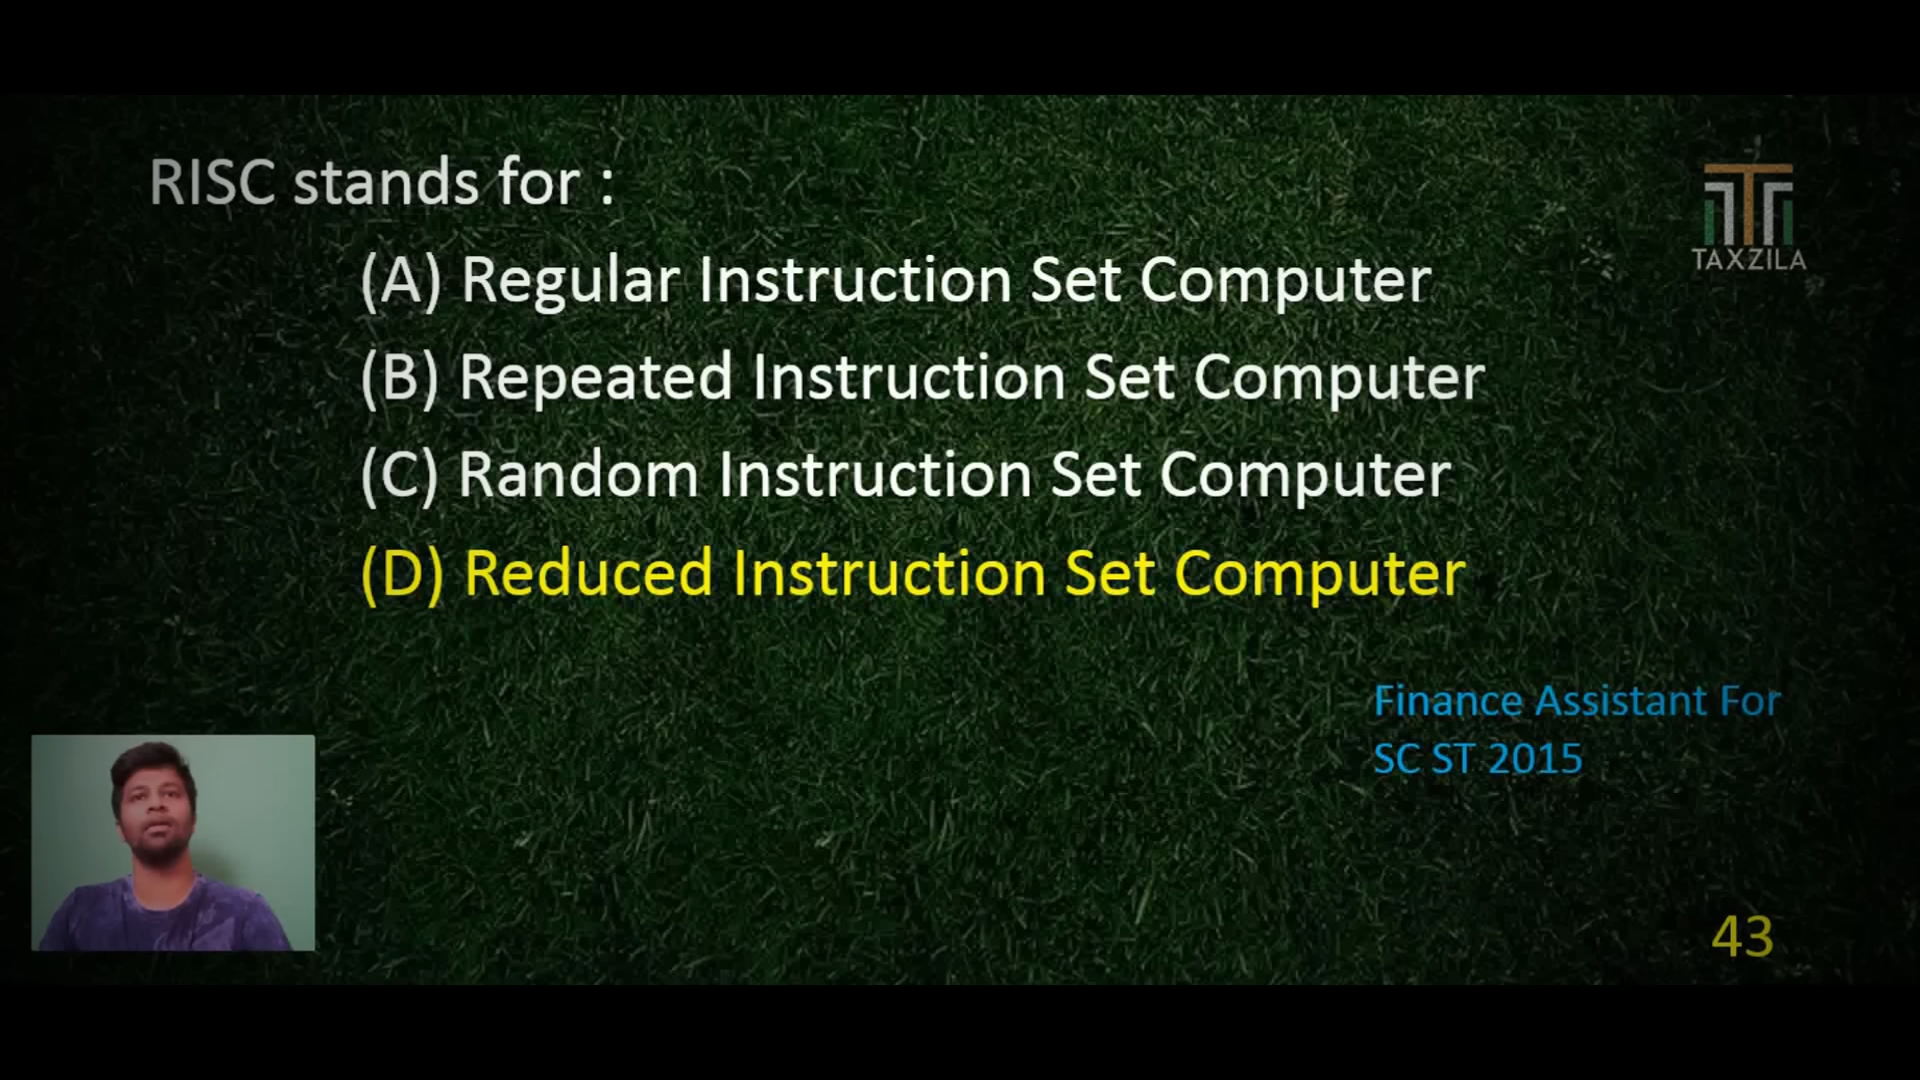 RISC stands for :
(A) Regular Instruction Set Computer
(B) Repeated Instruction Set Computer
(C) Random Instruction Set Computer
(D) Reduced Instruction Set Computer
TAXZILA
Finance Assistant For
SC ST 2015
43